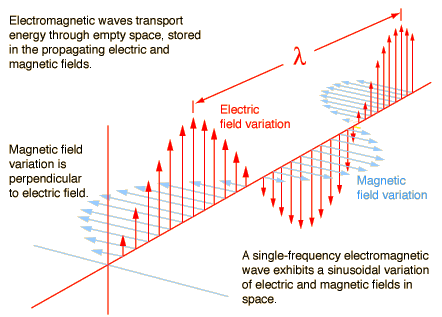 Electromagnetic waves transport
energy through empty space, stored
in the propagating electric and
magnetic fields.
λ
Electric
field variation
Magnetic field
variation is
perpendicular
to electric field.
Magnetic
field variation
A single-frequency electromagnetic
wave exhibits a sinusoidal variation
of electric and magnetic fields in
space.